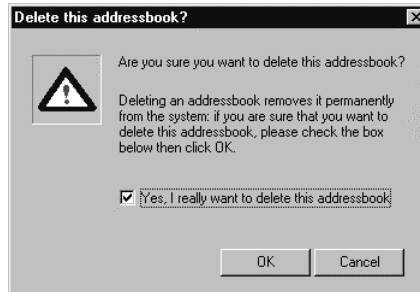 Delete this addressbook?
Are you sure you want to delete this addressbook?
Deleting an addressbook removes it permanently
from the system: if you are sure that you want to
delete this addressbook, please check the box
below then click OK.
Yes, I really want to delete this addressbook
OK
Cancel